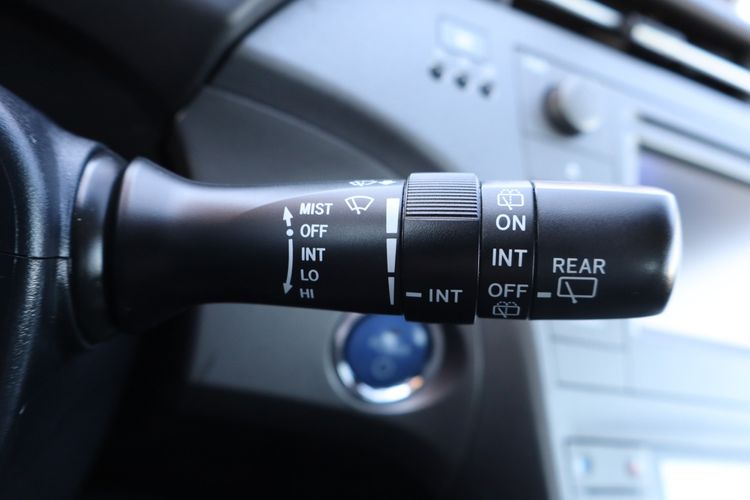 MIST
OFF
INT
LO
HI
INT
ON
INT
OFF
REAR